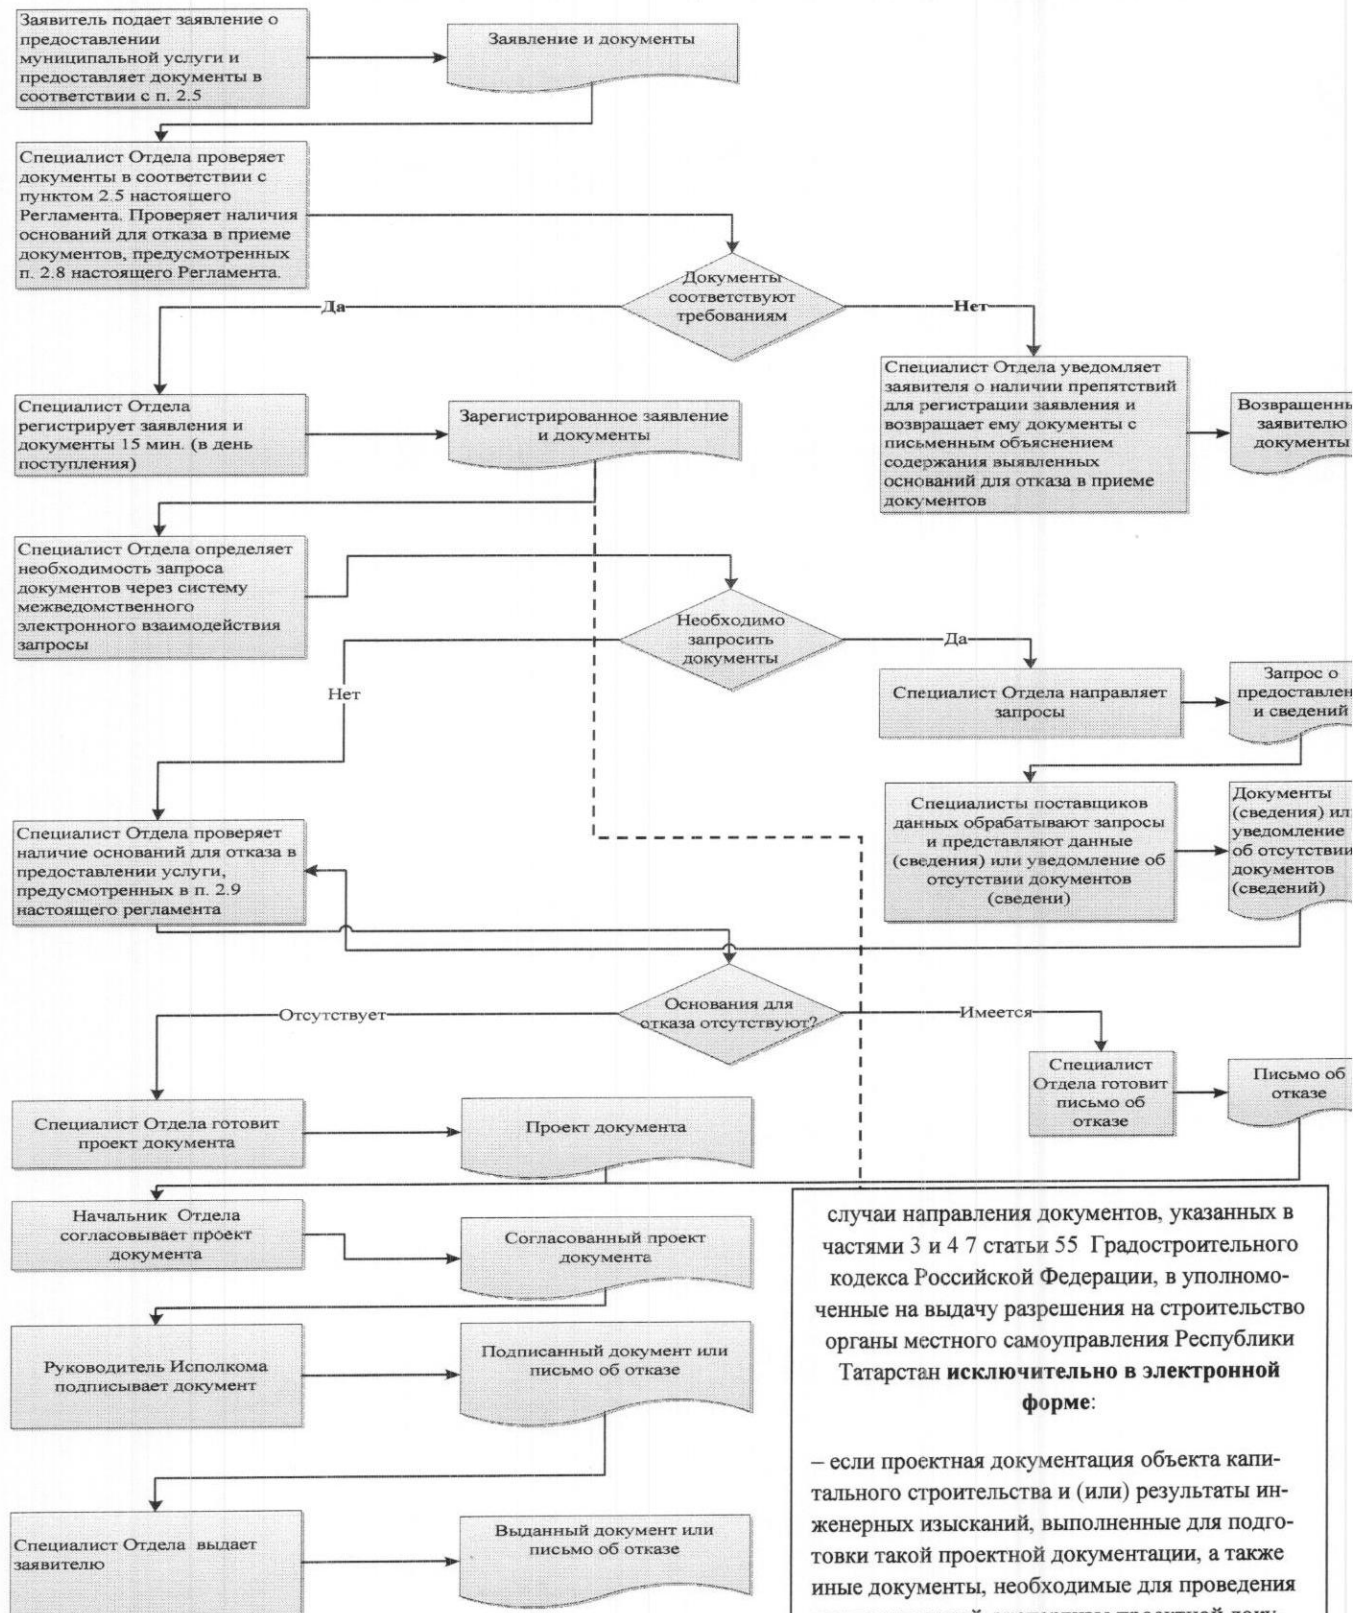 Заявитель подает заявление о
предоставлении
муниципальной услуги и
предоставляет документы в
соответствии с п. 2.5
Заявление и документы
Специалист Отдела проверяет
документы в соответствии с
пунктом 2.5 настоящего
Регламента. Проверяет наличия
оснований для отказа в приеме
документов, предусмотренных
п. 2.8 настоящего Регламента.
Документы
соответствуют
требованиям
Да
Нет
Специалист Отдела
регистрирует заявления и
документы 15 мин. (в день
поступления)
Зарегистрированное заявление
и документы
Специалист Отдела уведомляет
заявителя о наличии препятствий
для регистрации заявления и
возвращает ему документы с
письменным объяснением
содержания выявленных
оснований для отказа в приеме
документов
Возвращенны
заявителю
документы
Специалист Отдела определяет
необходимость запроса
документов через систему
межведомственного
электронного взаимодействия
запросы
Необходимо
запросить
документы
Да
Нет
Специалист Отдела направляет
запросы
Запрос о
предоставлен
и сведений
Специалисты поставщиков
данных обрабатывают запросы
и представляют данные
(сведения) или уведомление об
отсутствии документов
(сведени)
Документы
(сведения) ил
уведомление
об отсутствии
документов
(сведений)
Специалист Отдела проверяет
наличие оснований для отказа в
предоставлении услуги,
предусмотренных в п. 2.9
настоящего регламента
Основания для
отказа отсутствуют?
Отсутствует
Имеется
Специалист
Отдела готовит
письмо об
отказе
Письмо об
отказе
Специалист Отдела готовит
проект документа
Проект документа
Начальник Отдела
согласовывает проект
документа
Согласованный проект
документа
Руководитель Исполкома
подписывает документ
Подписанный документ или
письмо об отказе
Специалист Отдела выдает
заявителю
Выданный документ или
письмо об отказе
случаи направления документов, указанных в
частями 3 и 4 7 статьи 55 Градостроительного
кодекса Российской Федерации, в уполномо-
ченные на выдачу разрешения на строительство
органы местного самоуправления Республики
Татарстан исключительно в электронной
форме:
– если проектная документация объекта капи-
тального строительства и (или) результаты ин-
женерных изысканий, выполненные для подго-
товки такой проектной документации, а также
иные документы, необходимые для проведения